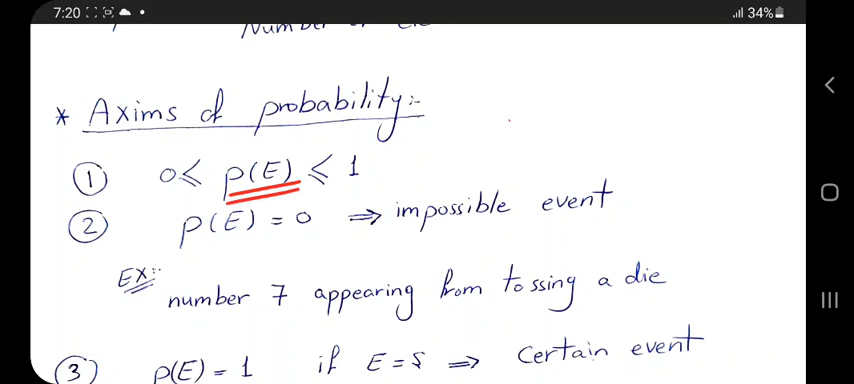 7:20
34%
* Axims of probability:-
① 0 ≤ P(E) ≤ 1
② P(E) = 0 ⇒ impossible event
EX:-
number 7 appearing from tossing a die
③ P(E) = 1 if E = S ⇒ Certain event